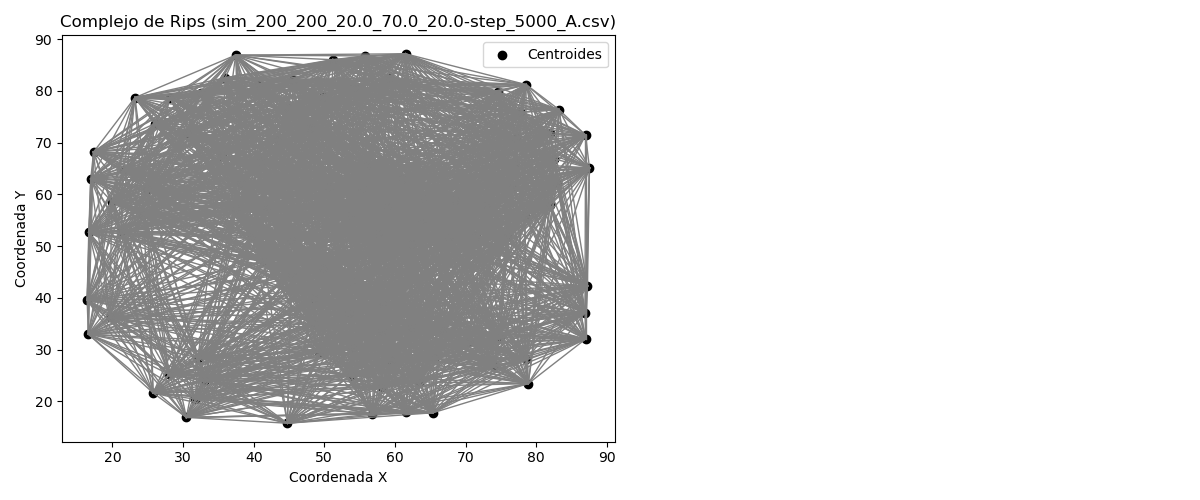 Complejo de Rips (sim_200_200_20.0_70.0_20.0-step_5000_A.csv)
Centroides
90
80
70
60
50
40
30
20
Coordenada Y
20 30 40 50 60 70 80 90
Coordenada X